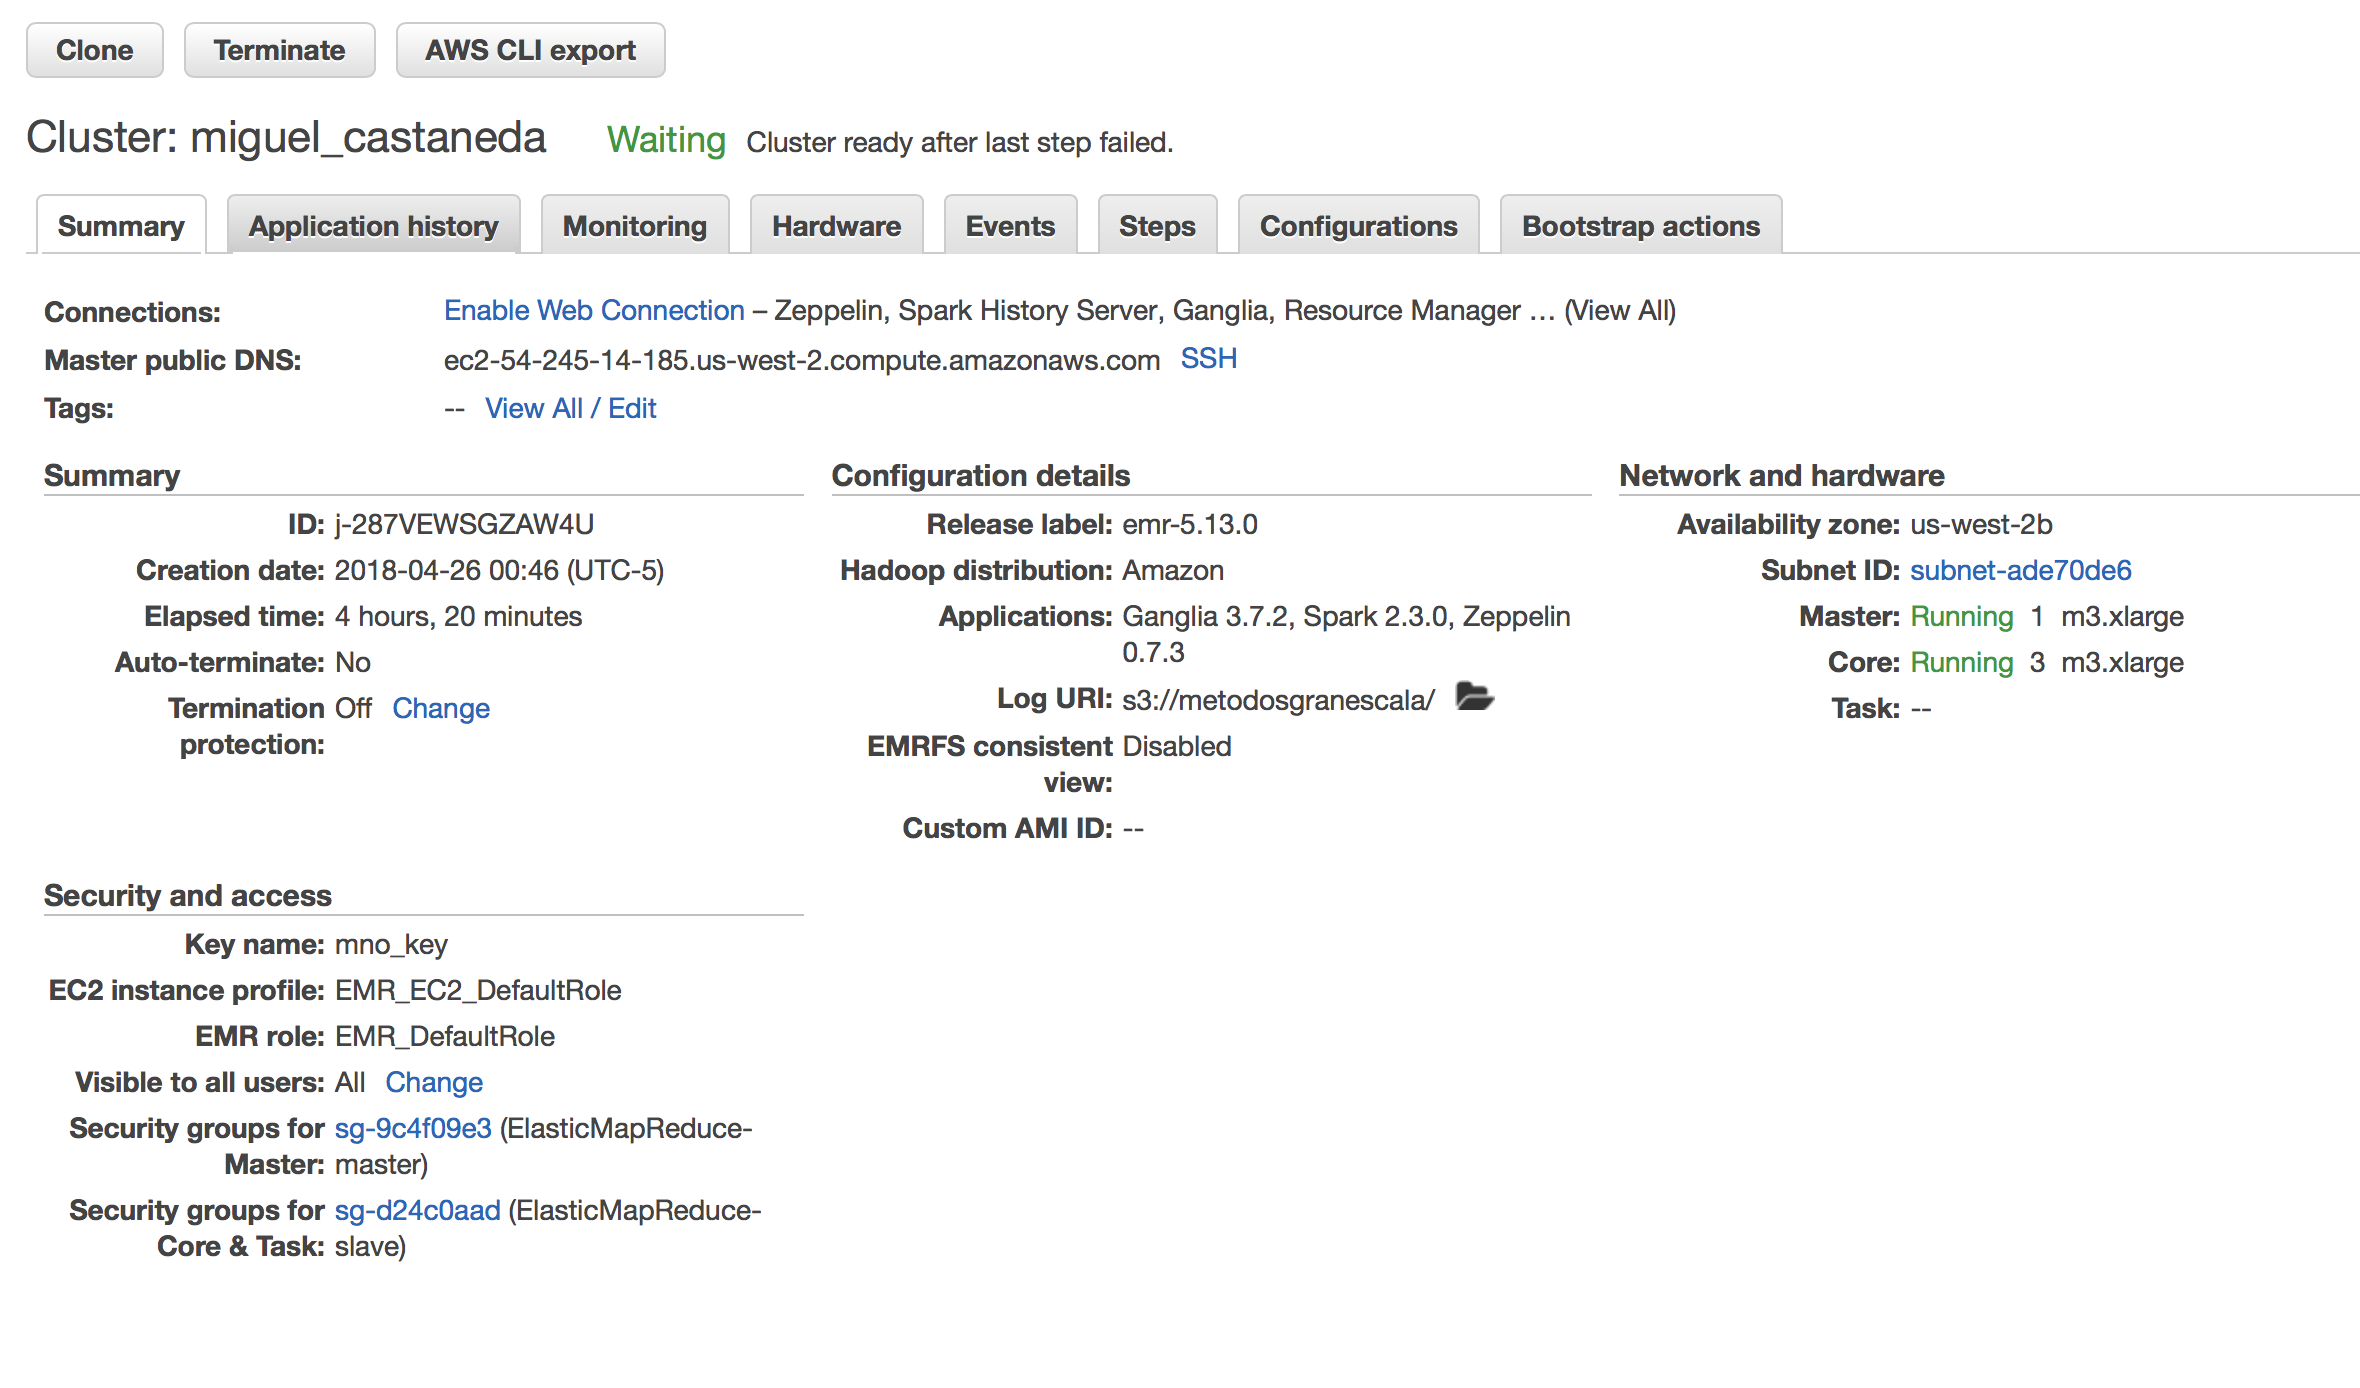 Clone Terminate AWS CLI export
Cluster: miguel_castaneda Waiting Cluster ready after last step failed.
Summary Application history Monitoring Hardware Events Steps Configurations Bootstrap actions
Connections: Enable Web Connection – Zeppelin, Spark History Server, Ganglia, Resource Manager … (View All)
Master public DNS: ec2-54-245-14-185.us-west-2.compute.amazonaws.com SSH
Tags: -- View All / Edit
Summary
ID: j-287VEWSGZAW4U
Creation date: 2018-04-26 00:46 (UTC-5)
Elapsed time: 4 hours, 20 minutes
Auto-terminate: No
Termination Off Change
protection:
Configuration details
Release label: emr-5.13.0
Hadoop distribution: Amazon
Applications: Ganglia 3.7.2, Spark 2.3.0, Zeppelin
0.7.3
Log URI: s3://metodosgranescala/
EMRFS consistent Disabled
view:
Custom AMI ID: --
Network and hardware
Availability zone: us-west-2b
Subnet ID: subnet-ade70de6
Master: Running 1 m3.xlarge
Core: Running 3 m3.xlarge
Task: --
Security and access
Key name: mno_key
EC2 instance profile: EMR_EC2_DefaultRole
EMR role: EMR_DefaultRole
Visible to all users: All Change
Security groups for sg-9c4f09e3 (ElasticMapReduce-
Master: master)
Security groups for sg-d24c0aad (ElasticMapReduce-
Core & Task: slave)